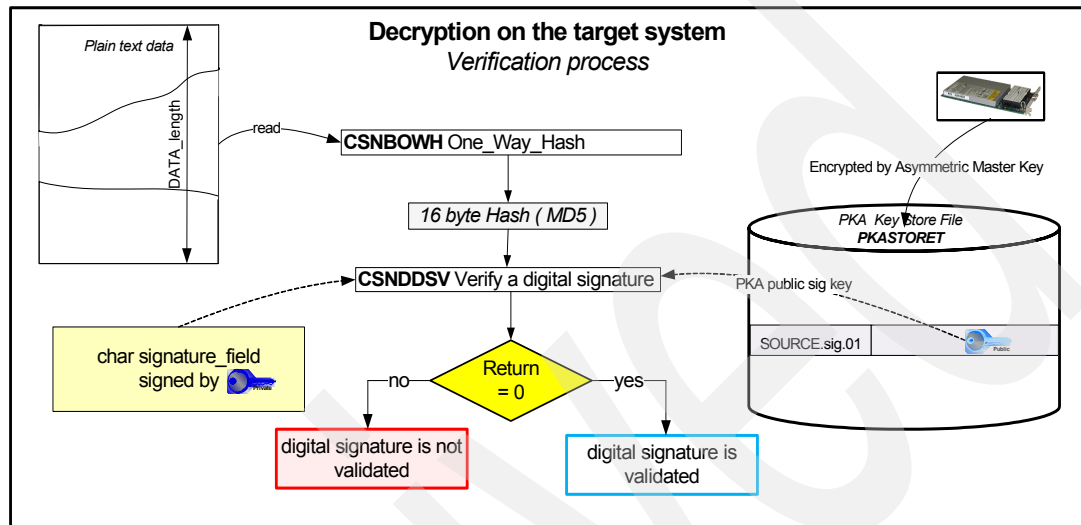 Decryption on the target system
Verification process
Plain text data
DATA_length
read
CSNBOWH One_Way_Hash
16 byte Hash ( MD5 )
CSNDDSV Verify a digital signature
Encrypted by Asymmetric Master Key
PKA Key Store File
PKASTORET
PKA public sig key
SOURCE.sig.01
Public
char signature_field
signed by
Private
Return
= 0
no
yes
digital signature is not
validated
digital signature is
validated